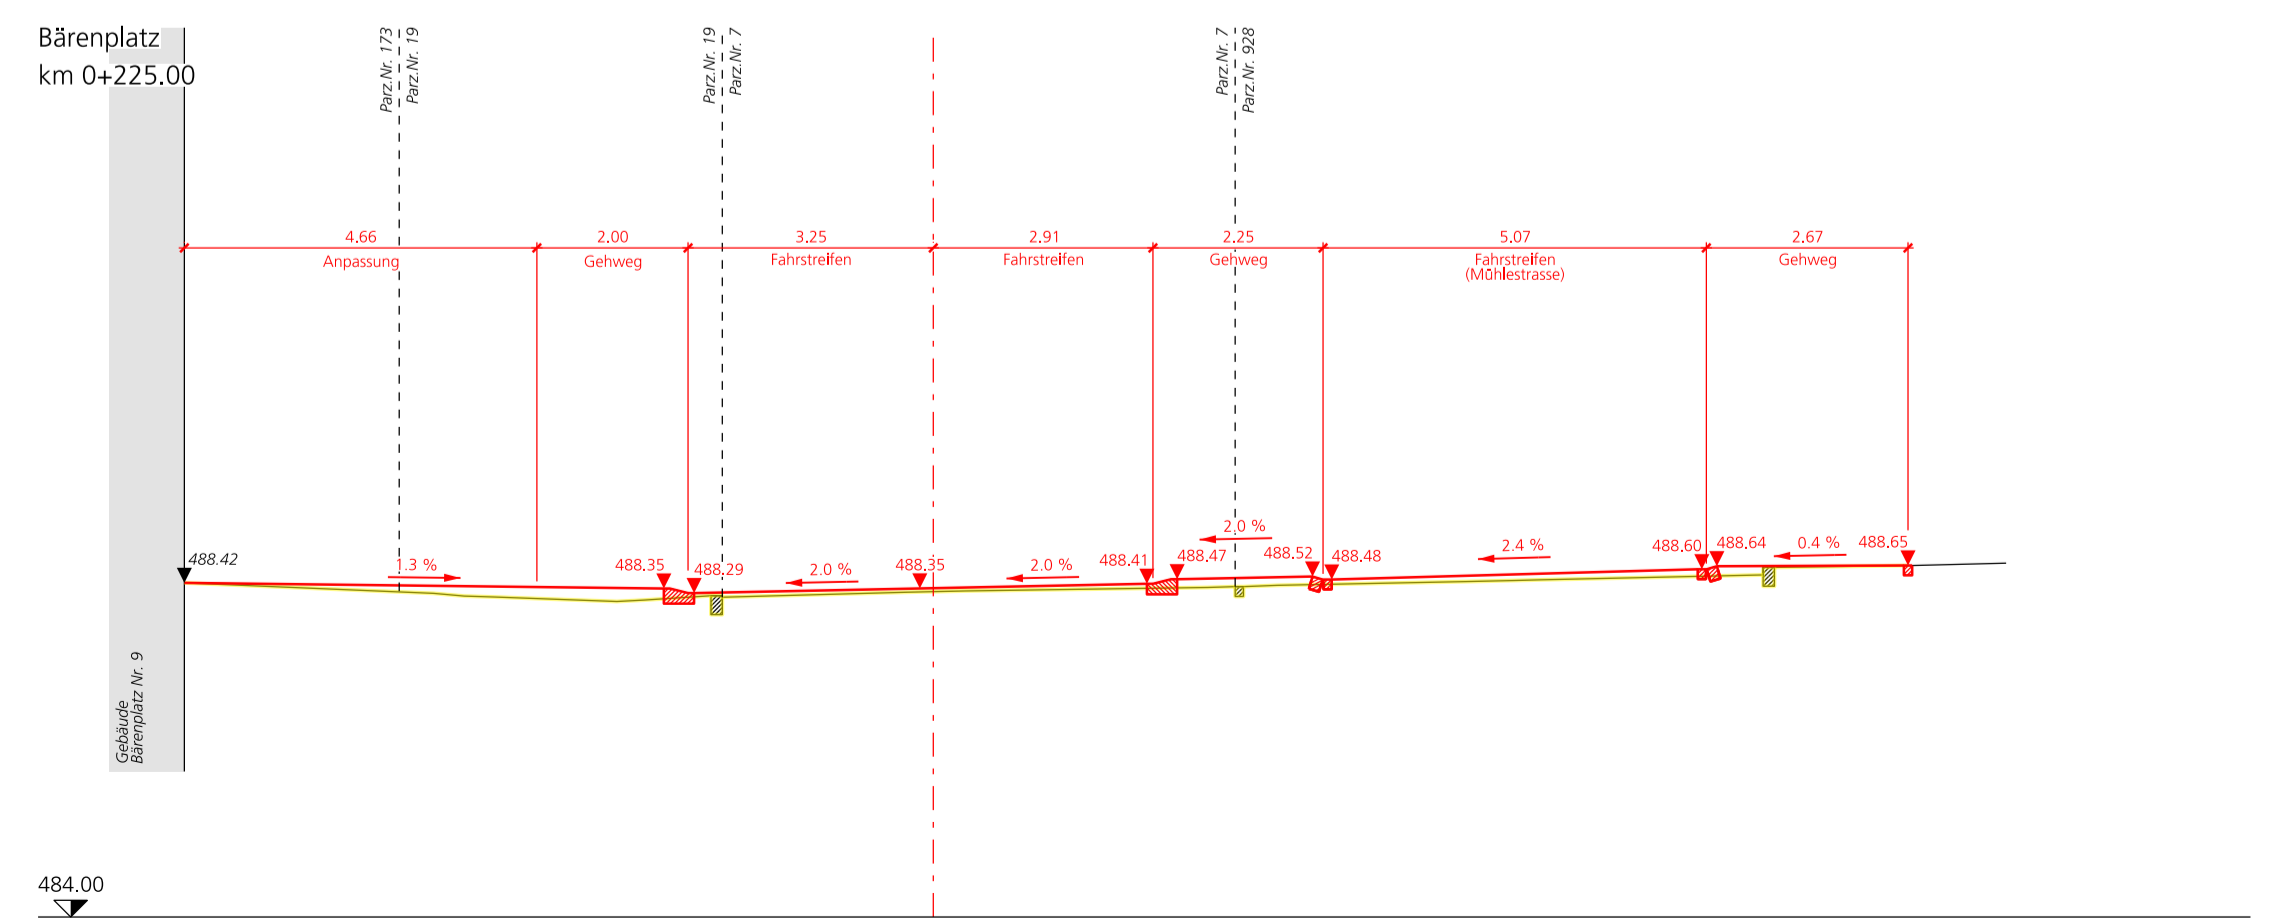 Bärenplatz
km 0+225.00
Parz.Nr. 173
Parz.Nr. 19
Parz.Nr. 19
Parz.Nr. 7
Parz.Nr. 7
Parz.Nr. 928
4.66
2.00
3.25
2.91
2.25
5.07
2.67
Anpassung
Gehweg
Fahrstreifen
Fahrstreifen
Gehweg
Fahrstreifen
(Mühlestrasse)
Gehweg
488.42
1.3 %
488.35
488.29
2.0 %
488.35
2.0 %
488.41
488.47
2.0 %
488.52
488.48
2.4 %
488.60
488.64
0.4 %
488.65
Gebäude
Bärenplatz Nr. 9
484.00